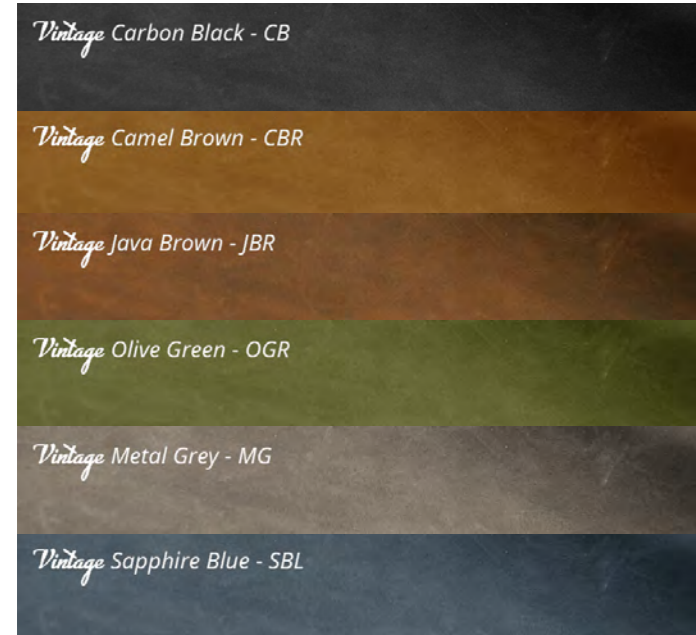 Vintage Carbon Black - CB
Vintage Camel Brown - CBR
Vintage Java Brown - JBR
Vintage Olive Green - OGR
Vintage Metal Grey - MG
Vintage Sapphire Blue - SBL